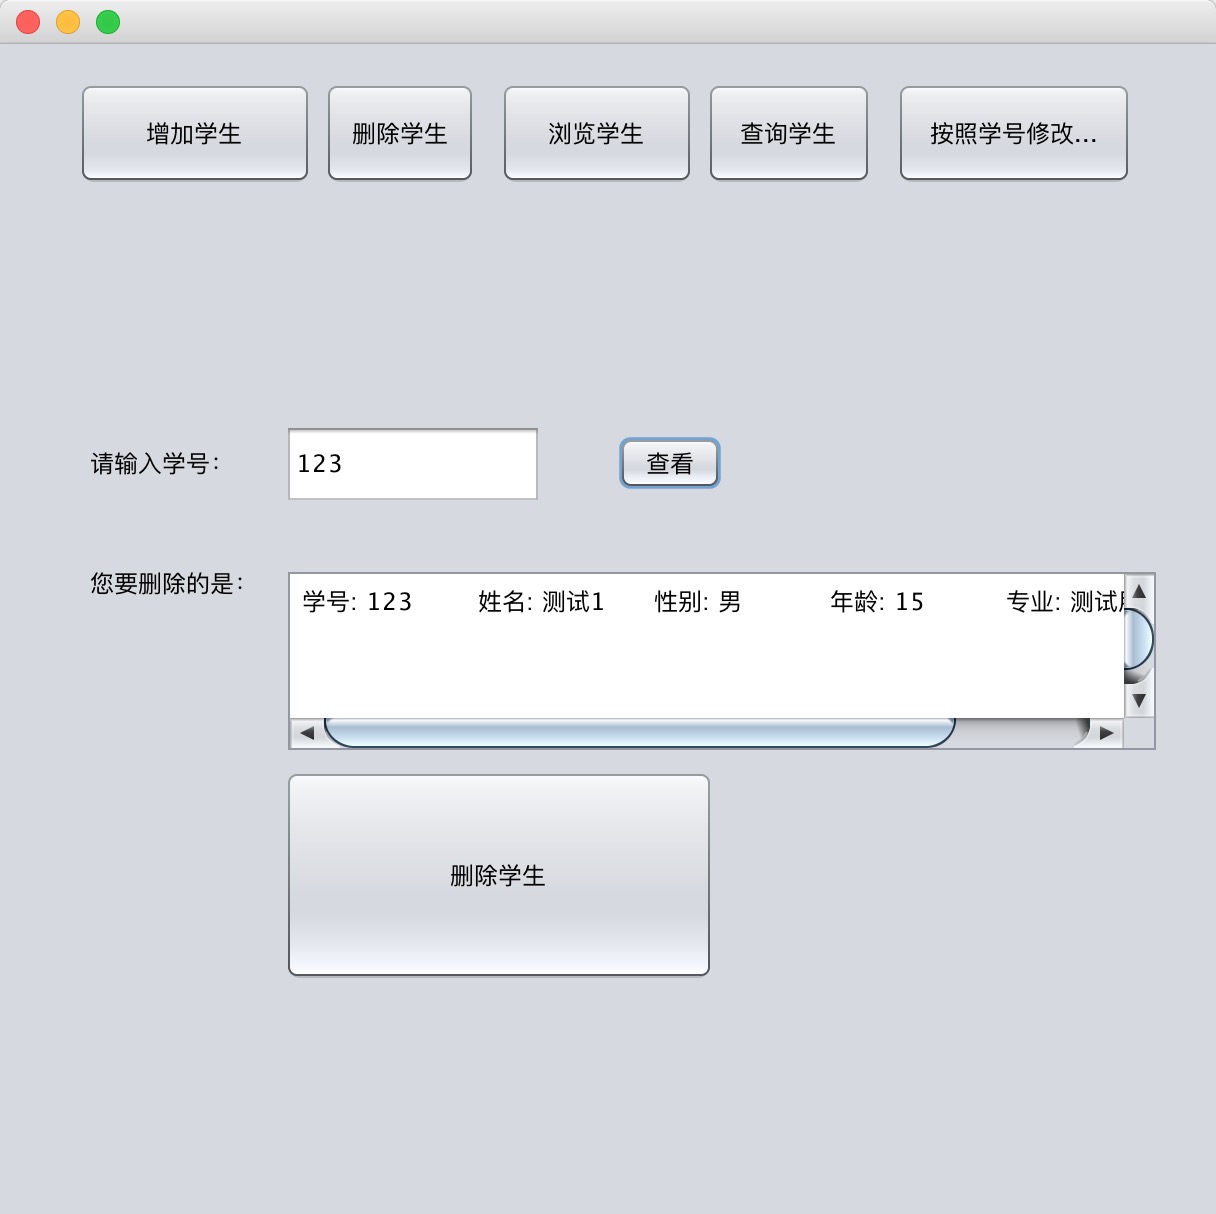 增加学生 删除学生 浏览学生 查询学生 按照学号修改...
请输入学号： 123 查看
您要删除的是：
学号: 123 姓名: 测试1 性别: 男 年龄: 15 专业: 测试
删除学生